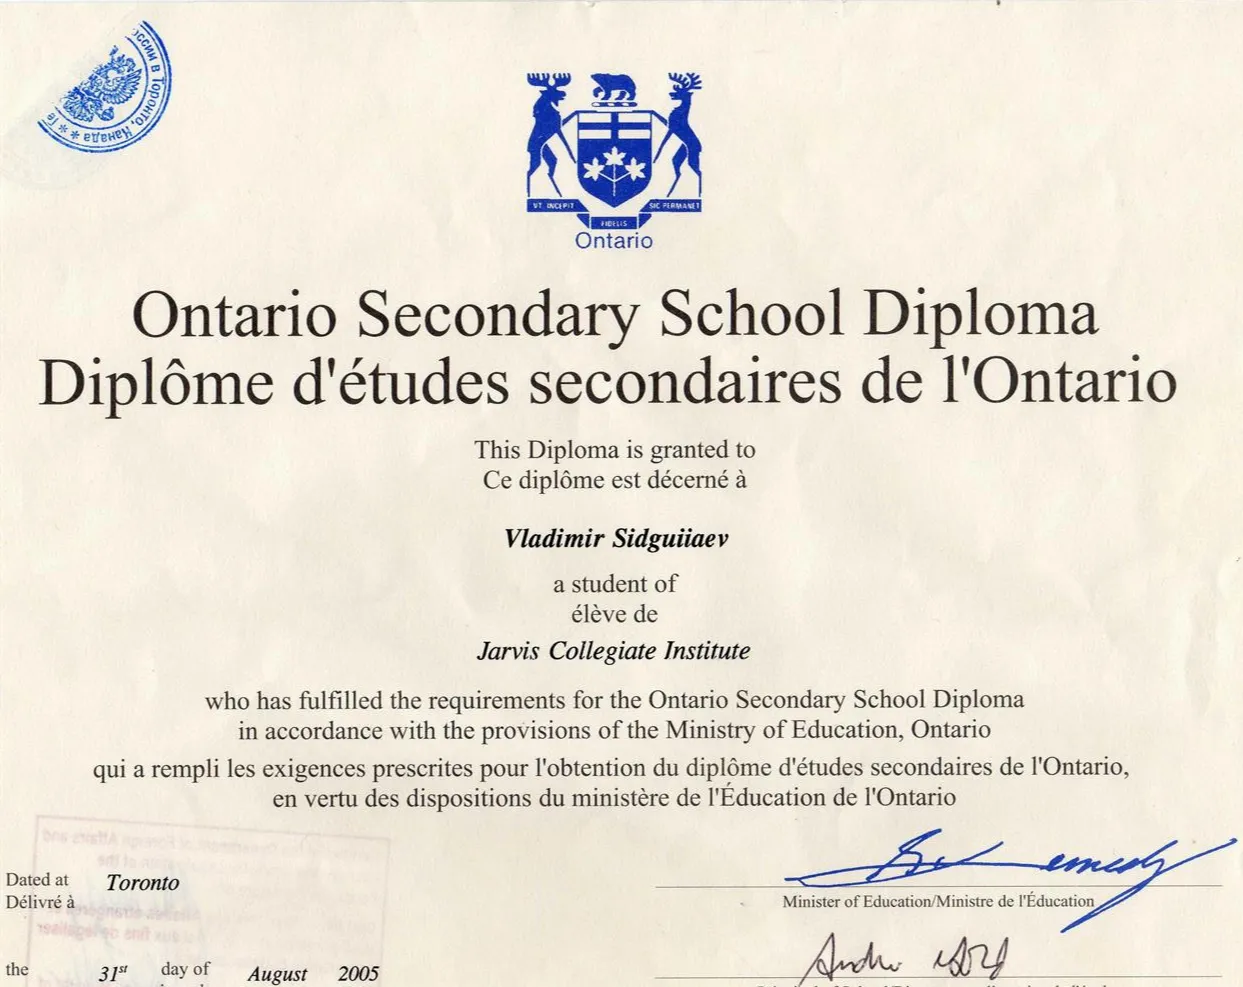 России в Торонто, Канада * *
UT INCEPIT
FIDELIS
SIC PERMANET
Ontario
Ontario Secondary School Diploma
Diplôme d'études secondaires de l'Ontario
This Diploma is granted to
Ce diplôme est décerné à
Vladimir Sidguiiaev
a student of
élève de
Jarvis Collegiate Institute
who has fulfilled the requirements for the Ontario Secondary School Diploma
in accordance with the provisions of the Ministry of Education, Ontario
qui a rempli les exigences prescrites pour l'obtention du diplôme d'études secondaires de l'Ontario,
en vertu des dispositions du ministère de l'Éducation de l'Ontario
Dated at Toronto
Délivré à
Minister of Education/Ministre de l'Éducation
the 31st day of August 2005